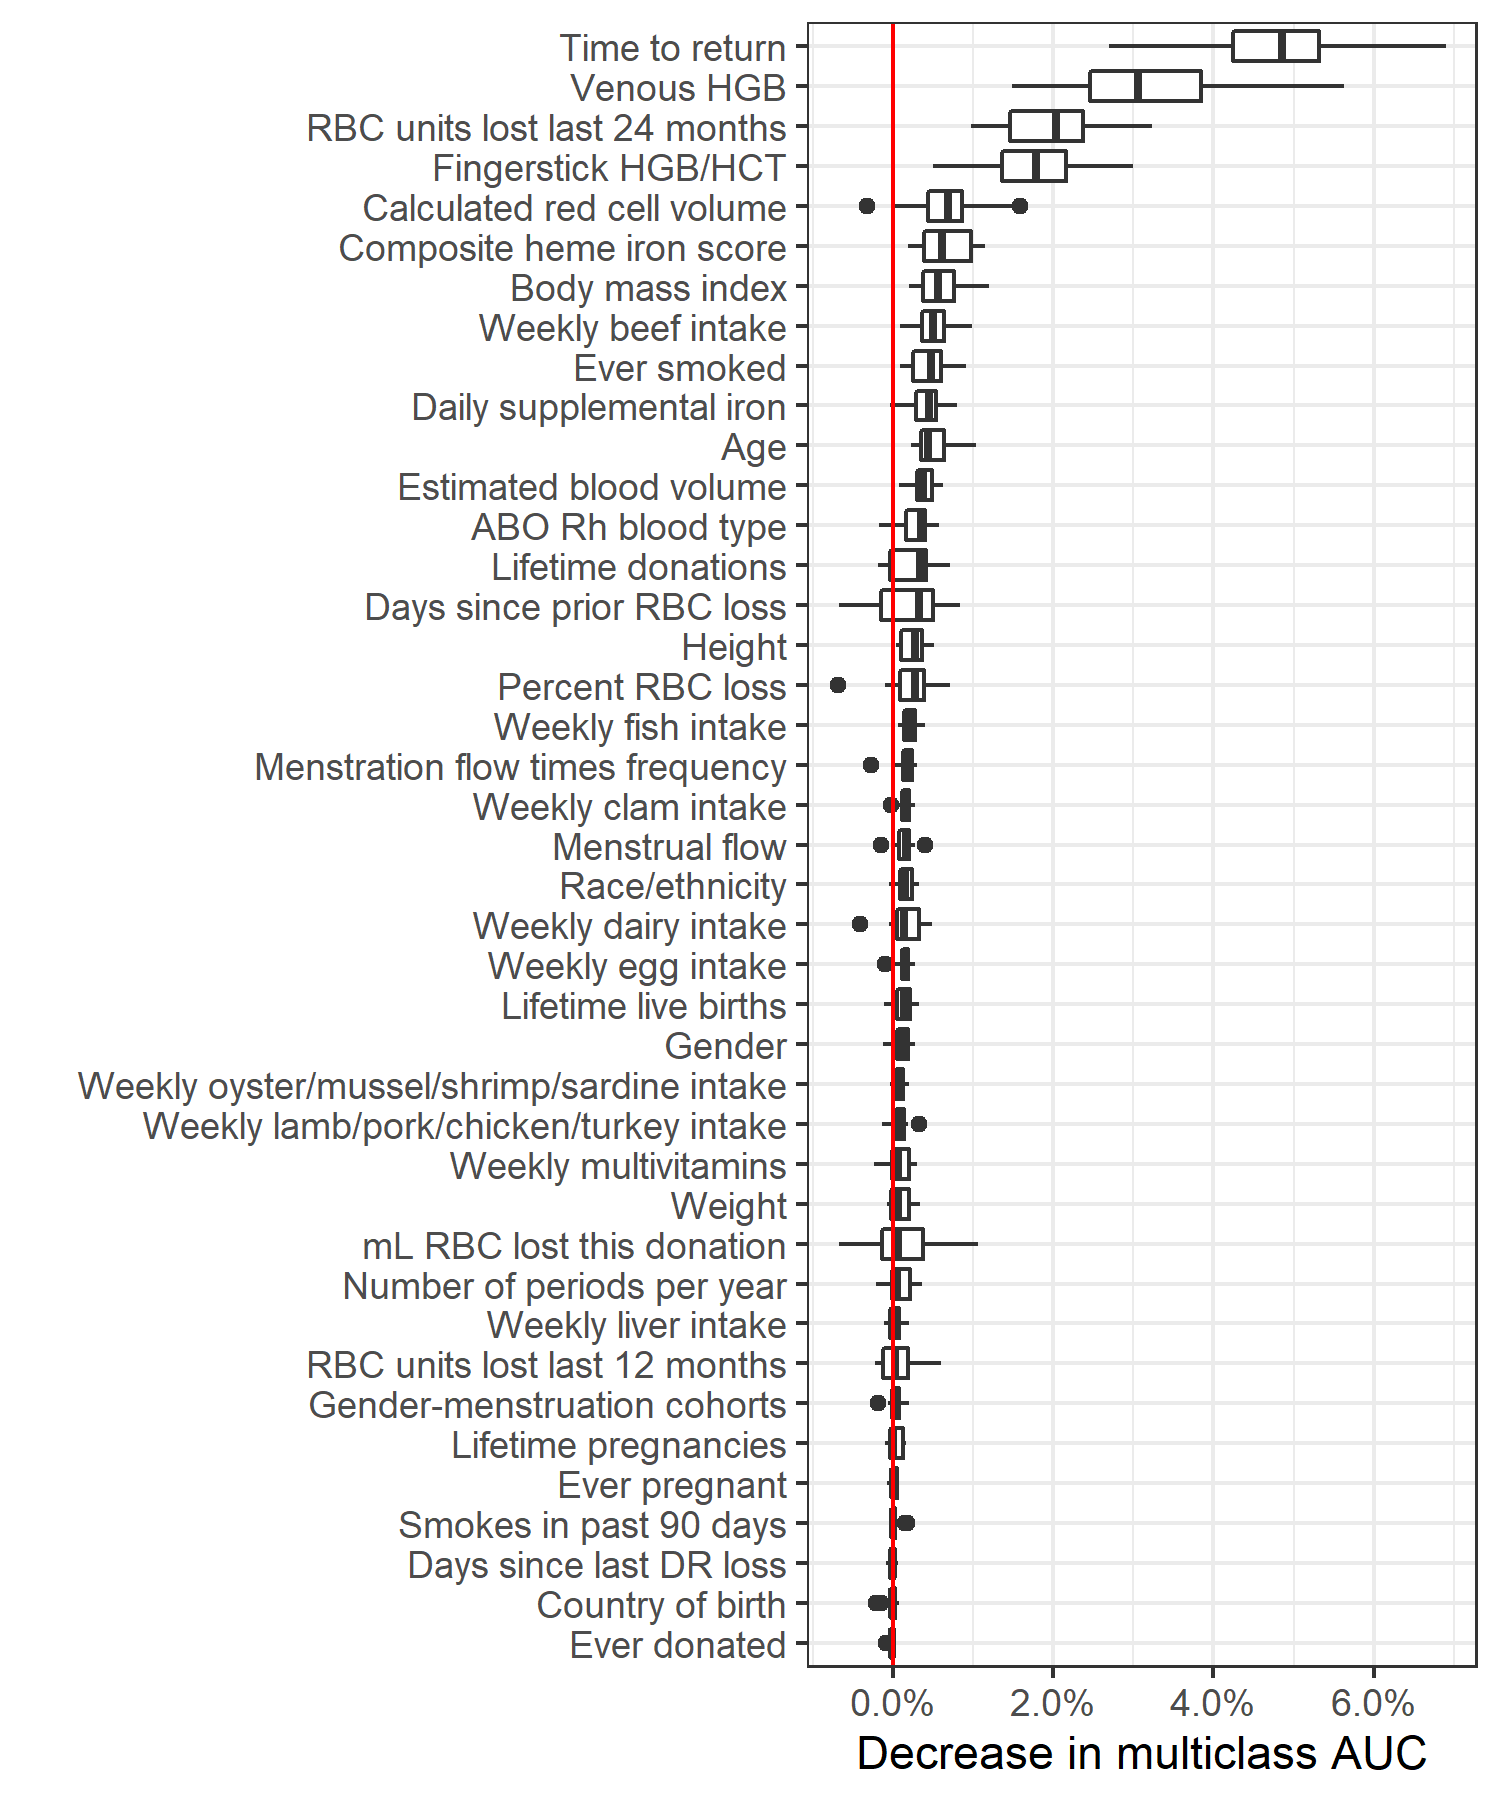 Time to return
Venous HGB
RBC units lost last 24 months
Fingerstick HGB/HCT
Calculated red cell volume
Composite heme iron score
Body mass index
Weekly beef intake
Ever smoked
Daily supplemental iron
Age
Estimated blood volume
ABO Rh blood type
Lifetime donations
Days since prior RBC loss
Height
Percent RBC loss
Weekly fish intake
Menstration flow times frequency
Weekly clam intake
Menstrual flow
Race/ethnicity
Weekly dairy intake
Weekly egg intake
Lifetime live births
Gender
Weekly oyster/mussel/shrimp/sardine intake
Weekly lamb/pork/chicken/turkey intake
Weekly multivitamins
Weight
mL RBC lost this donation
Number of periods per year
Weekly liver intake
RBC units lost last 12 months
Gender-menstruation cohorts
Lifetime pregnancies
Ever pregnant
Smokes in past 90 days
Days since last DR loss
Country of birth
Ever donated
0.0% 2.0% 4.0% 6.0%
Decrease in multiclass AUC